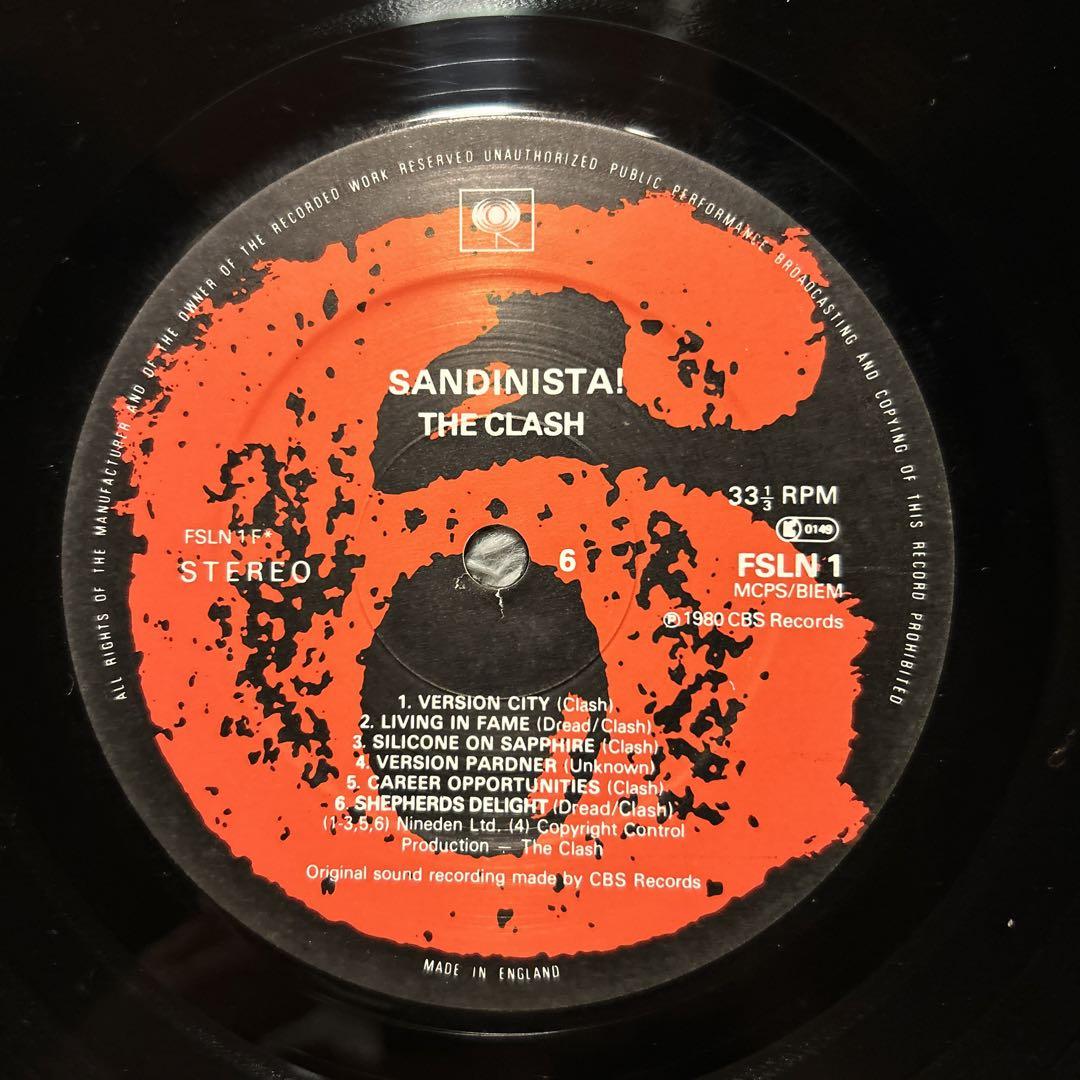 ALL RIGHTS OF THE MANUFACTURER AND OF THE OWNER OF THE RECORDED WORK RESERVED UNAUTHORIZED PUBLIC PERFORMANCE BROADCASTING AND COPYING OF THIS RECORD PROHIBITED
SANDINISTA!
THE CLASH
33⅓ RPM
0149
FSLN 1 F*
STEREO
6
FSLN 1
MCPS/BIEM
Ⓟ1980 CBS Records
1. VERSION CITY (Clash)
2. LIVING IN FAME (Dread/Clash)
3. SILICONE ON SAPPHIRE (Clash)
4. VERSION PARDNER (Unknown)
5. CAREER OPPORTUNITIES (Clash)
6. SHEPHERDS DELIGHT (Dread/Clash)
(1-3,5,6) Nineden Ltd. (4) Copyright Control
Production – The Clash
Original sound recording made by CBS Records
MADE IN ENGLAND